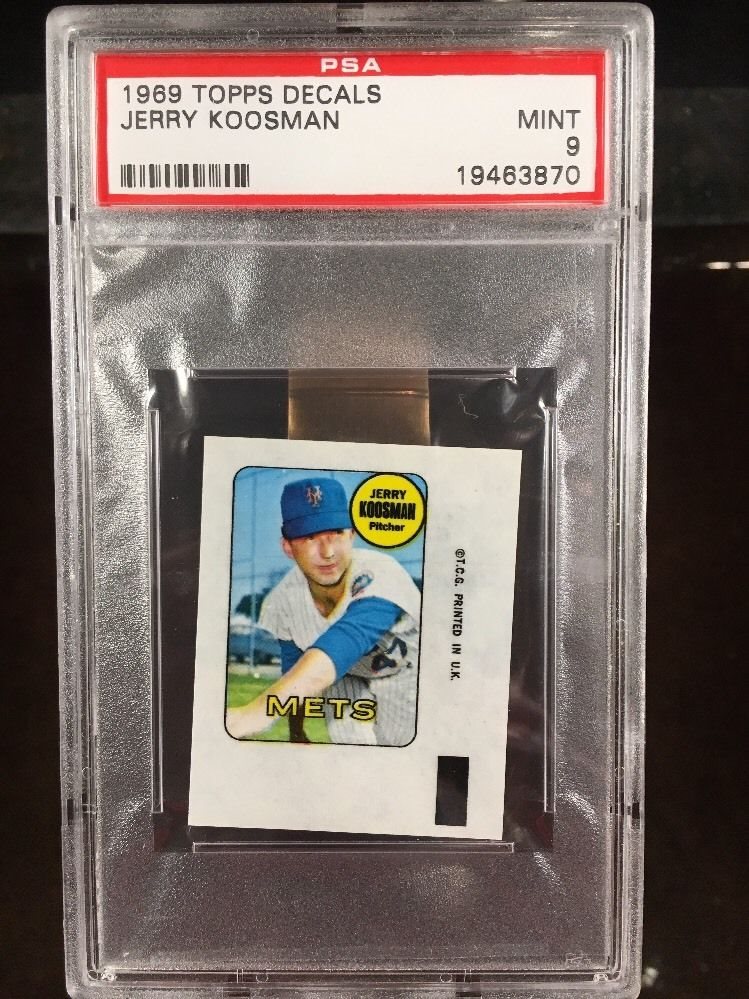 PSA
1969 TOPPS DECALS
JERRY KOOSMAN MINT
9
19463870
JERRY
KOOSMAN
Pitcher
METS
©T.C.G. PRINTED IN U.K.